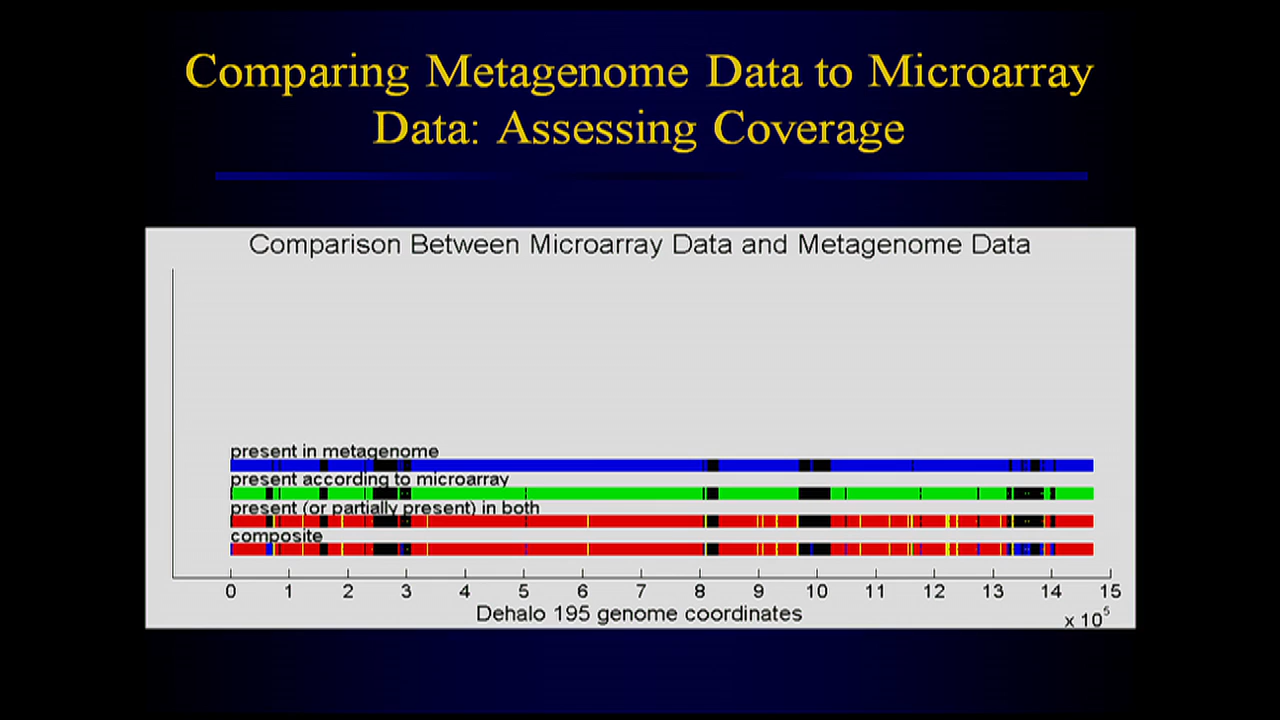 Comparing Metagenome Data to Microarray
Data: Assessing Coverage
Comparison Between Microarray Data and Metagenome Data
present in metagenome
present according to microarray
present (or partially present) in both
composite
0 1 2 3 4 5 6 7 8 9 10 11 12 13 14 15
Dehalo 195 genome coordinates
x 10⁵